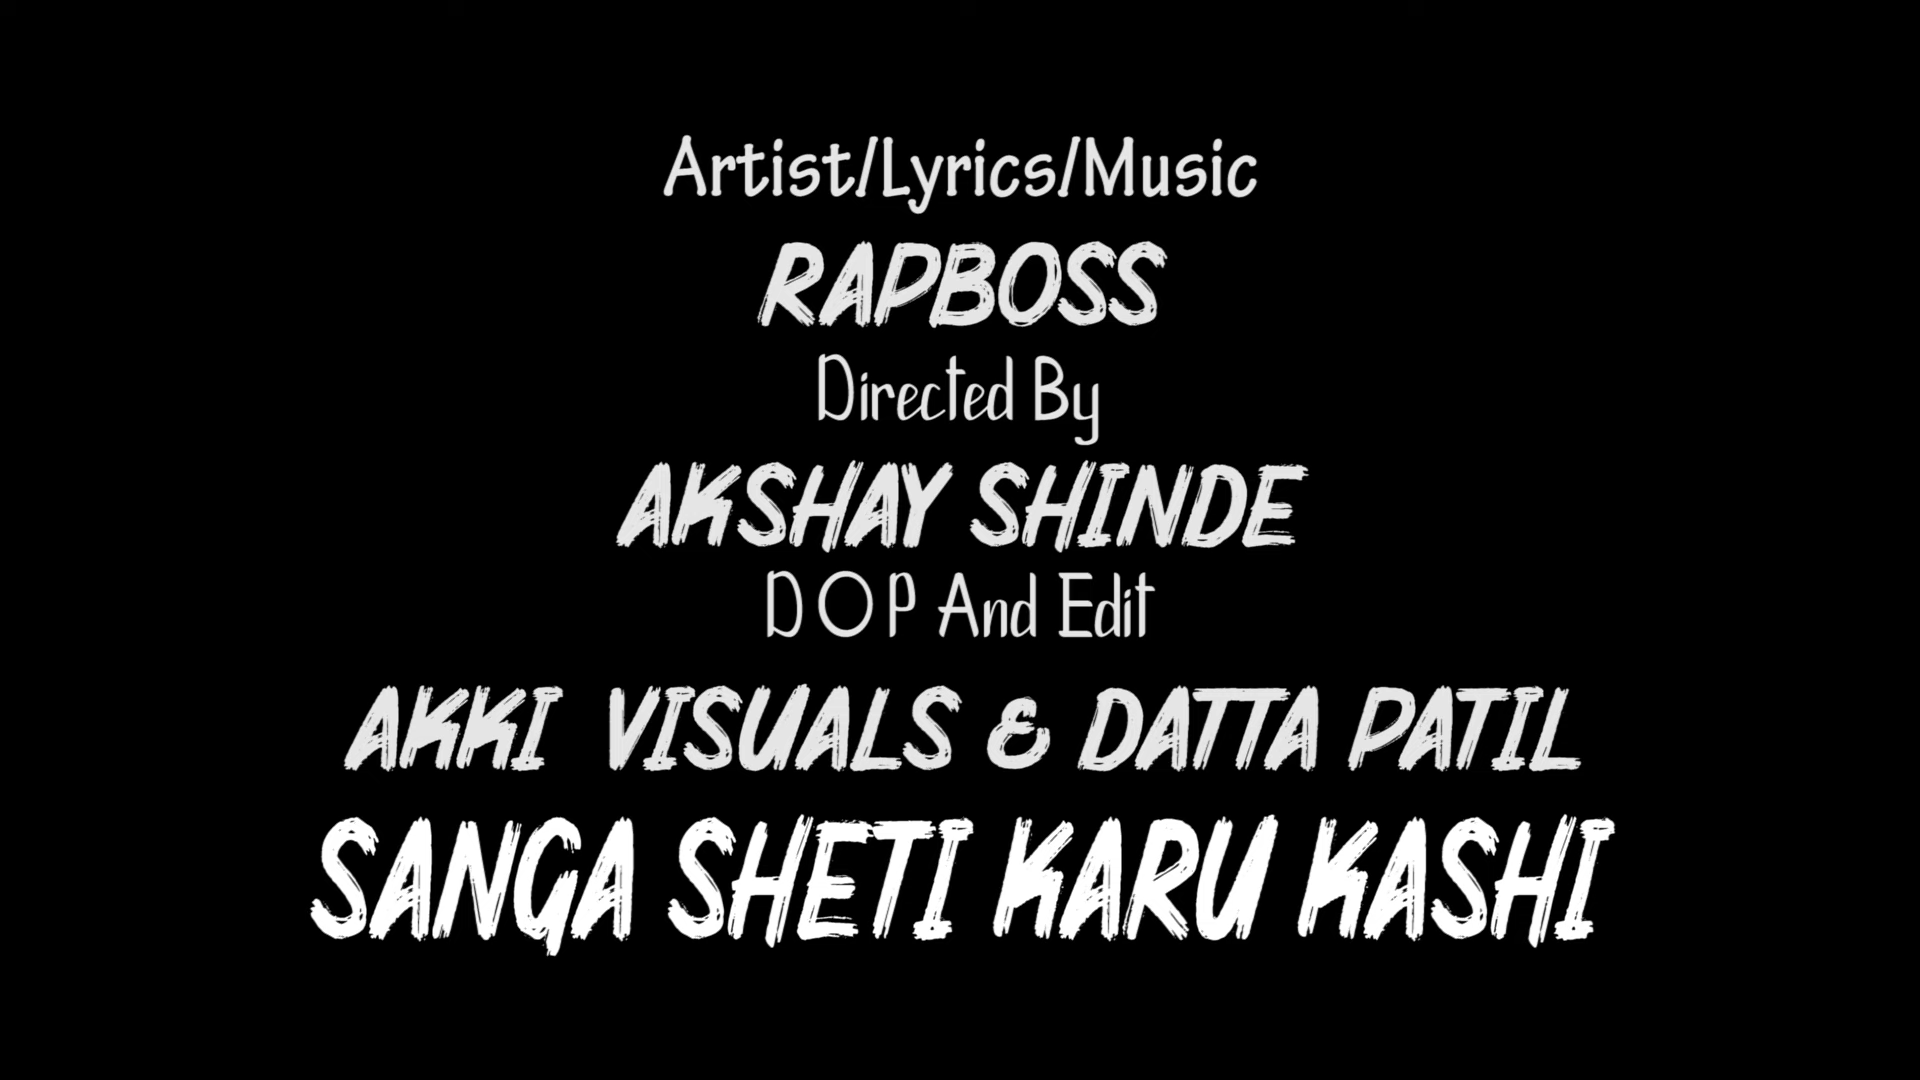 Artist/Lyrics/Music
RAPBOSS
Directed By
AKSHAY SHINDE
D O P And Edit
AKKI VISUALS & DATTA PATIL
SANGA SHETI KARU KASHI